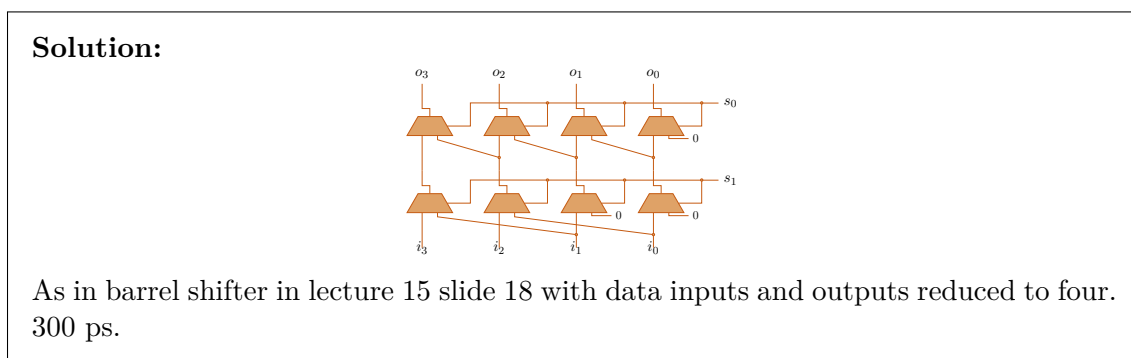 Solution:
o3 o2 o1 o0
s0
0
s1
0 0
i3 i2 i1 i0
As in barrel shifter in lecture 15 slide 18 with data inputs and outputs reduced to four.
300 ps.